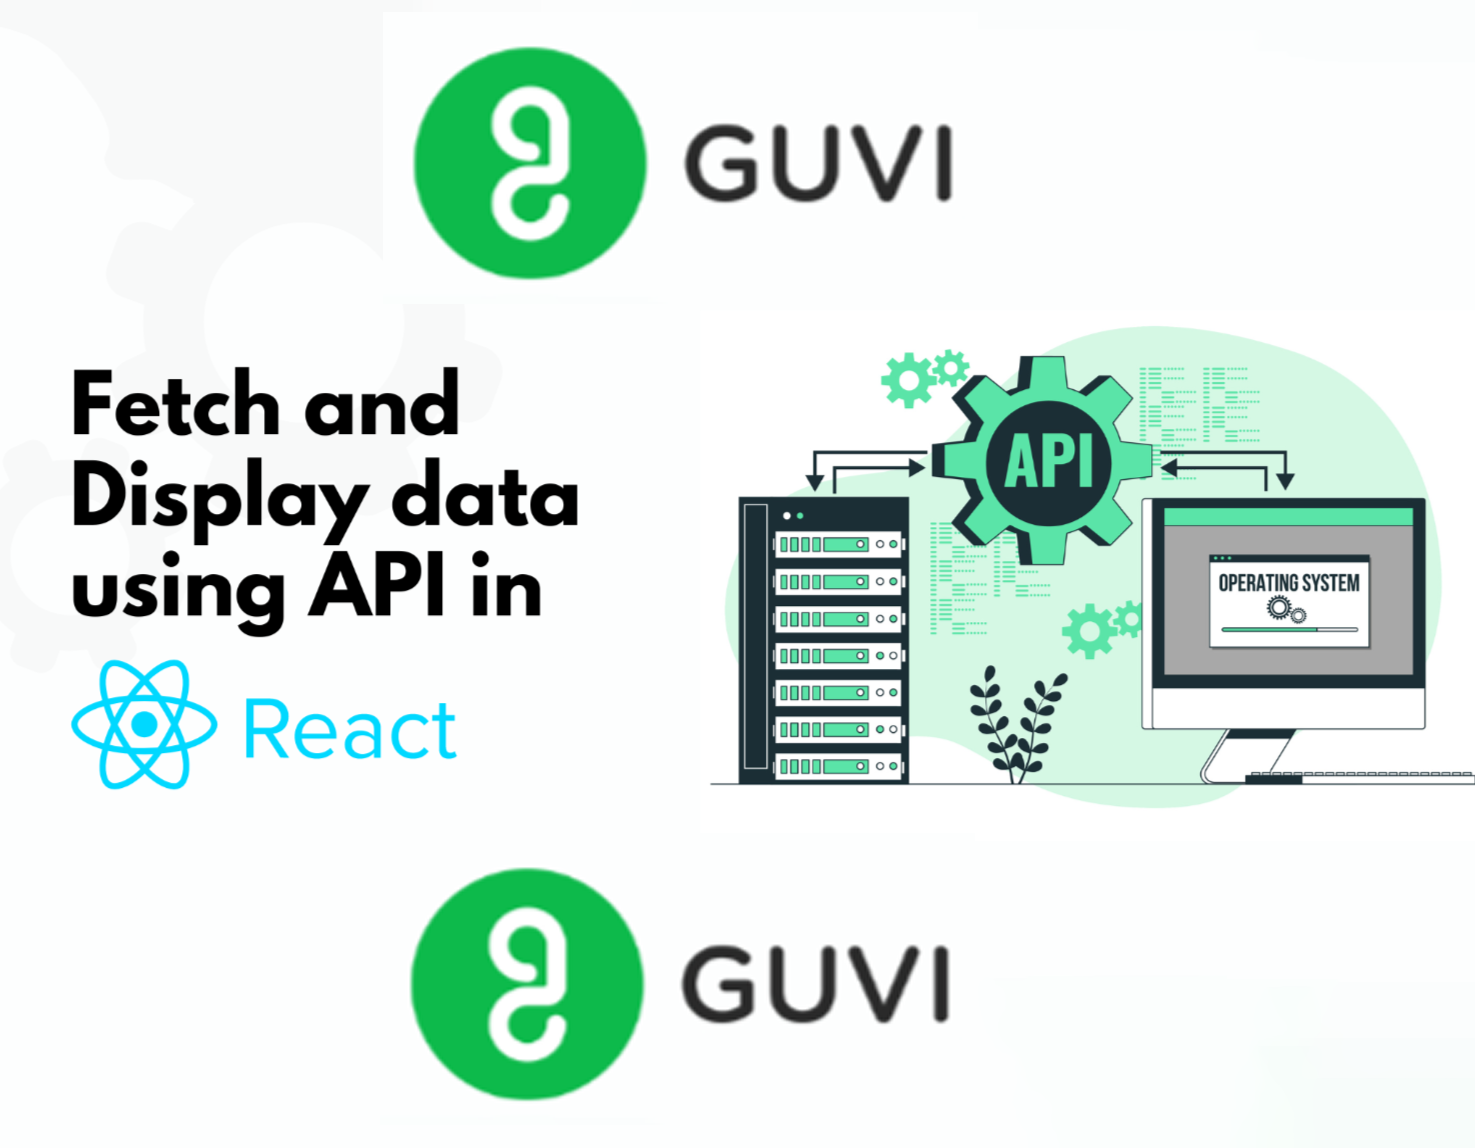 GUVI
Fetch and
Display data
using API in
React
API
OPERATING SYSTEM
GUVI